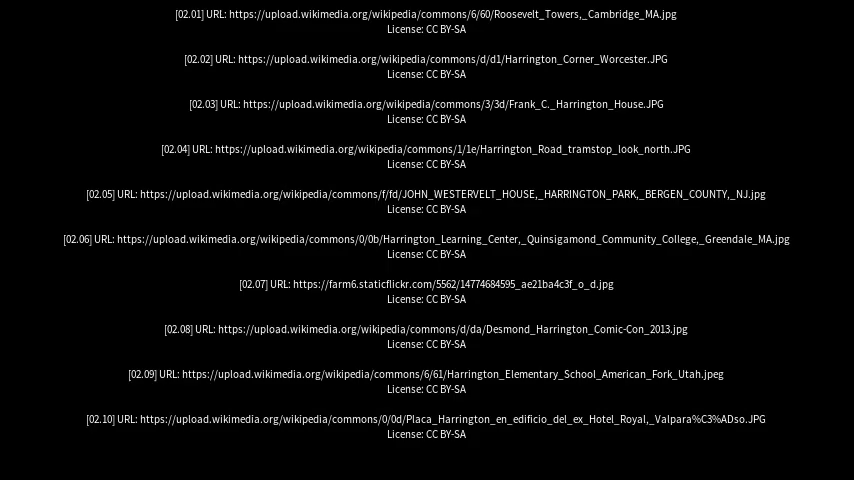 [02.01] URL: https://upload.wikimedia.org/wikipedia/commons/6/60/Roosevelt_Towers,_Cambridge_MA.jpg
License: CC BY-SA
[02.02] URL: https://upload.wikimedia.org/wikipedia/commons/d/d1/Harrington_Corner_Worcester.JPG
License: CC BY-SA
[02.03] URL: https://upload.wikimedia.org/wikipedia/commons/3/3d/Frank_C._Harrington_House.JPG
License: CC BY-SA
[02.04] URL: https://upload.wikimedia.org/wikipedia/commons/1/1e/Harrington_Road_tramstop_look_north.JPG
License: CC BY-SA
[02.05] URL: https://upload.wikimedia.org/wikipedia/commons/f/fd/JOHN_WESTERVELT_HOUSE,_HARRINGTON_PARK,_BERGEN_COUNTY,_NJ.jpg
License: CC BY-SA
[02.06] URL: https://upload.wikimedia.org/wikipedia/commons/0/0b/Harrington_Learning_Center,_Quinsigamond_Community_College,_Greendale_MA.jpg
License: CC BY-SA
[02.07] URL: https://farm6.staticflickr.com/5562/14774684595_ae21ba4c3f_o_d.jpg
License: CC BY-SA
[02.08] URL: https://upload.wikimedia.org/wikipedia/commons/d/da/Desmond_Harrington_Comic-Con_2013.jpg
License: CC BY-SA
[02.09] URL: https://upload.wikimedia.org/wikipedia/commons/6/61/Harrington_Elementary_School_American_Fork_Utah.jpeg
License: CC BY-SA
[02.10] URL: https://upload.wikimedia.org/wikipedia/commons/0/0d/Placa_Harrington_en_edificio_del_ex_Hotel_Royal,_Valpara%C3%ADso.JPG
License: CC BY-SA